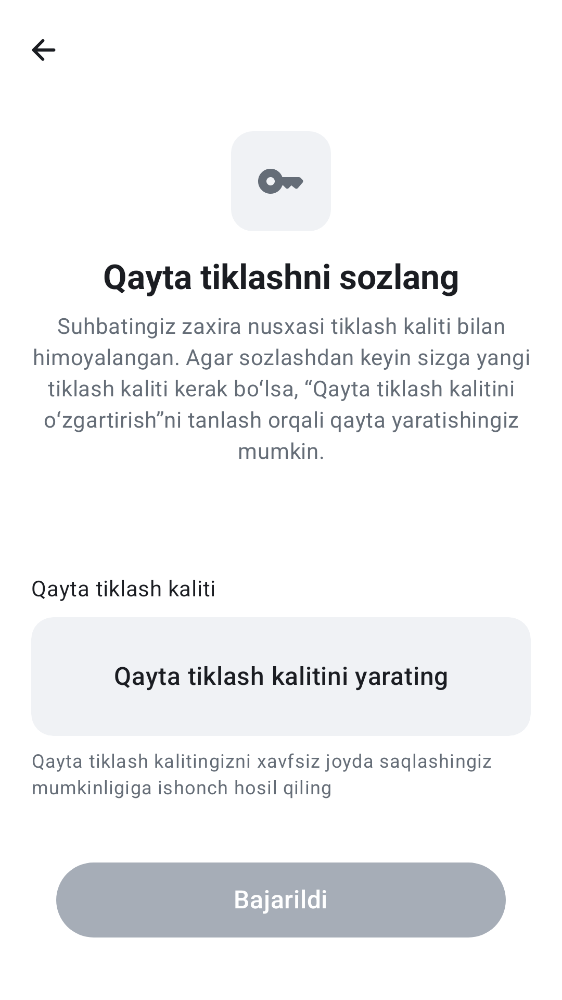 Qayta tiklashni sozlang
Suhbatingiz zaxira nusxasi tiklash kaliti bilan
himoyalangan. Agar sozlashdan keyin sizga yangi
tiklash kaliti kerak boʻlsa, “Qayta tiklash kalitini
oʻzgartirish”ni tanlash orqali qayta yaratishingiz
mumkin.
Qayta tiklash kaliti
Qayta tiklash kalitini yarating
Qayta tiklash kalitingizni xavfsiz joyda saqlashingiz
mumkinligiga ishonch hosil qiling
Bajarildi